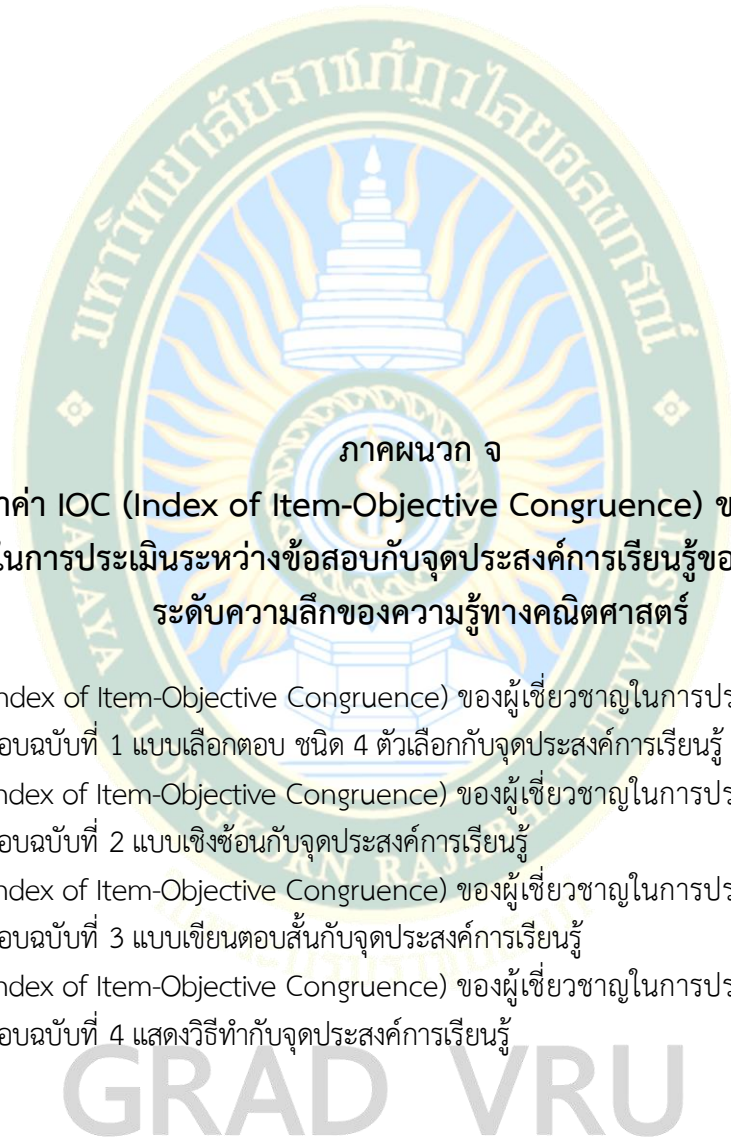 มหาวิทยาลัยราชภัฏวไลยอลงกรณ์
ภาคผนวก จ
าค่า IOC (Index of Item-Objective Congruence) ข
นการประเมินระหว่างข้อสอบกับจุดประสงค์การเรียนรู้ขอ
ระดับความลึกของความรู้ทางคณิตศาสตร์
ndex of Item-Objective Congruence) ของผู้เชี่ยวชาญในการประ
อบฉบับที่ 1 แบบเลือกตอบ ชนิด 4 ตัวเลือกกับจุดประสงค์การเรียนรู้
ndex of Item-Objective Congruence) ของผู้เชี่ยวชาญในการประ
อบฉบับที่ 2 แบบเชิงซ้อนกับจุดประสงค์การเรียนรู้
ndex of Item-Objective Congruence) ของผู้เชี่ยวชาญในการประ
อบฉบับที่ 3 แบบเขียนตอบสั้นกับจุดประสงค์การเรียนรู้
ndex of Item-Objective Congruence) ของผู้เชี่ยวชาญในการประ
อบฉบับที่ 4 แสดงวิธีทำกับจุดประสงค์การเรียนรู้
GRAD VRU